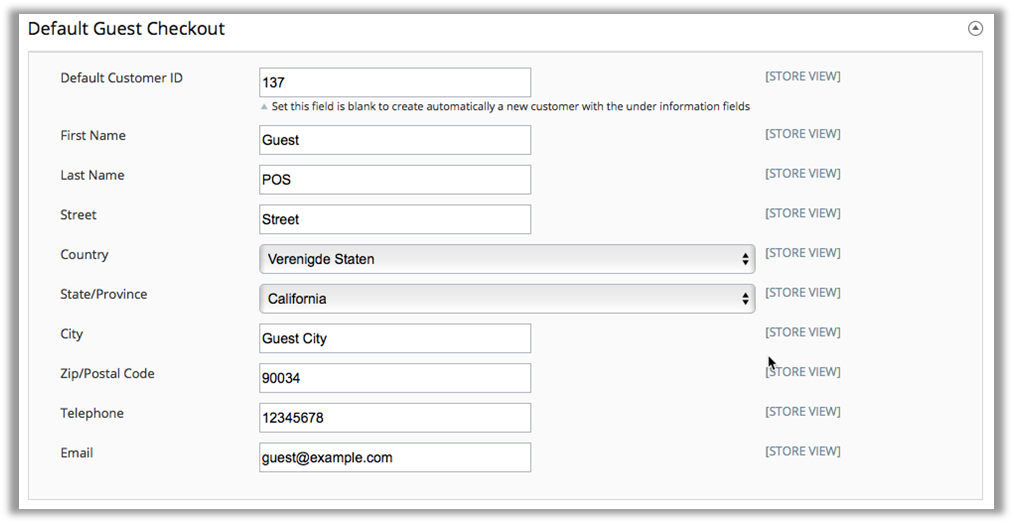 Default Guest Checkout
Default Customer ID 137 [STORE VIEW]
Set this field is blank to create automatically a new customer with the under information fields
First Name Guest [STORE VIEW]
Last Name POS [STORE VIEW]
Street Street [STORE VIEW]
Country Verenigde Staten [STORE VIEW]
State/Province California [STORE VIEW]
City Guest City [STORE VIEW]
Zip/Postal Code 90034 [STORE VIEW]
Telephone 12345678 [STORE VIEW]
Email guest@example.com [STORE VIEW]